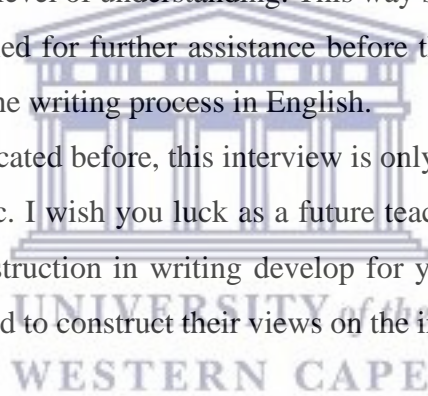 level of understanding. This way s
ed for further assistance before t
ne writing process in English.
cated before, this interview is only
c. I wish you luck as a future teac
struction in writing develop for y
UNIVERSITY of the
d to construct their views on the i
WESTERN CAPE